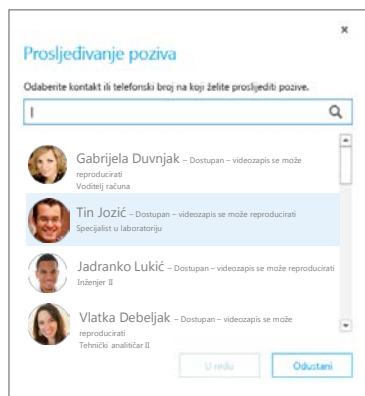 Prosljeđivanje poziva
Odaberite kontakt ili telefonski broj na koji želite proslijediti pozive.
Gabrijela Duvnjak – Dostupan – videozapis se može
reproducirati
Voditelj računa
Tin Jozić – Dostupan – videozapis se može reproducirati
Specijalist u laboratoriju
Jadranko Lukić – Dostupan – videozapis se može reproducirati
Inženjer II
Vlatka Debeljak – Dostupan – videozapis se može
reproducirati
Tehnički analitičar II
U redu Odustani